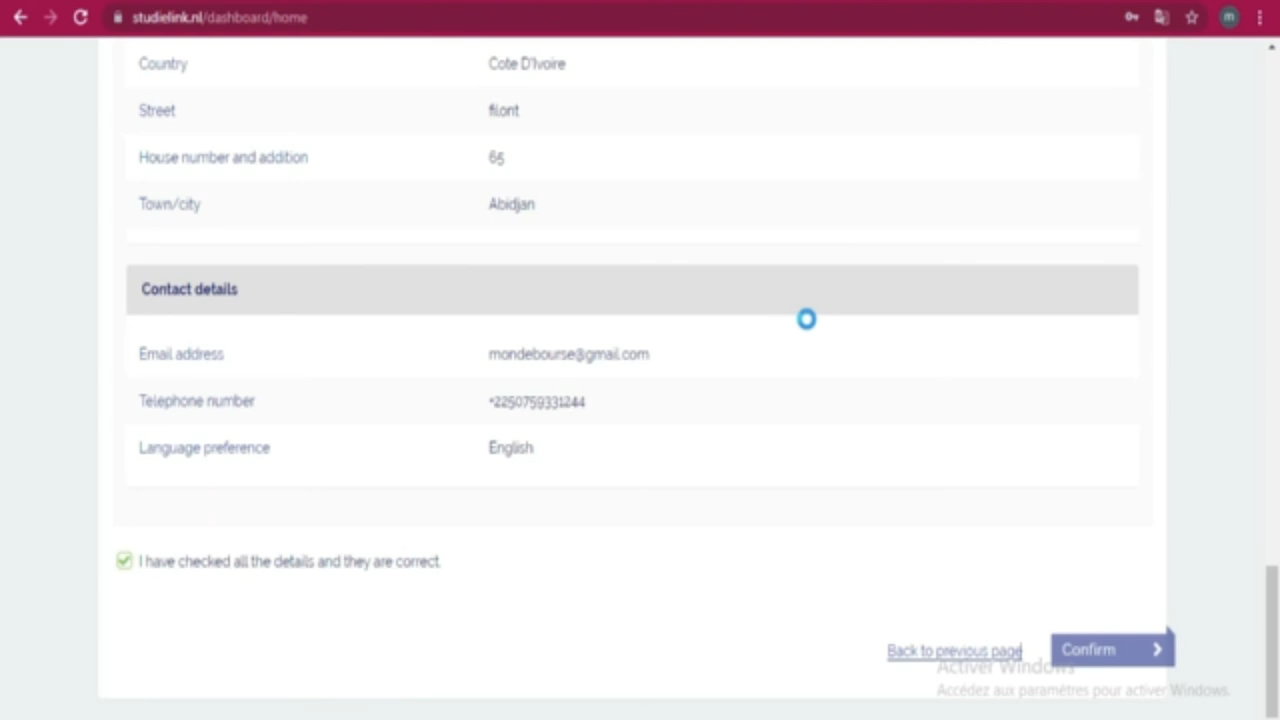 studielink.nl/dashboard/home
m
Country Cote D'Ivoire
Street filont
House number and addition 65
Town/city Abidjan
Contact details
Email address mondebourse@gmail.com
Telephone number +2250759331244
Language preference English
I have checked all the details and they are correct.
Back to previous page Confirm
Activer Windows
Accédez aux paramètres pour activer Windows.